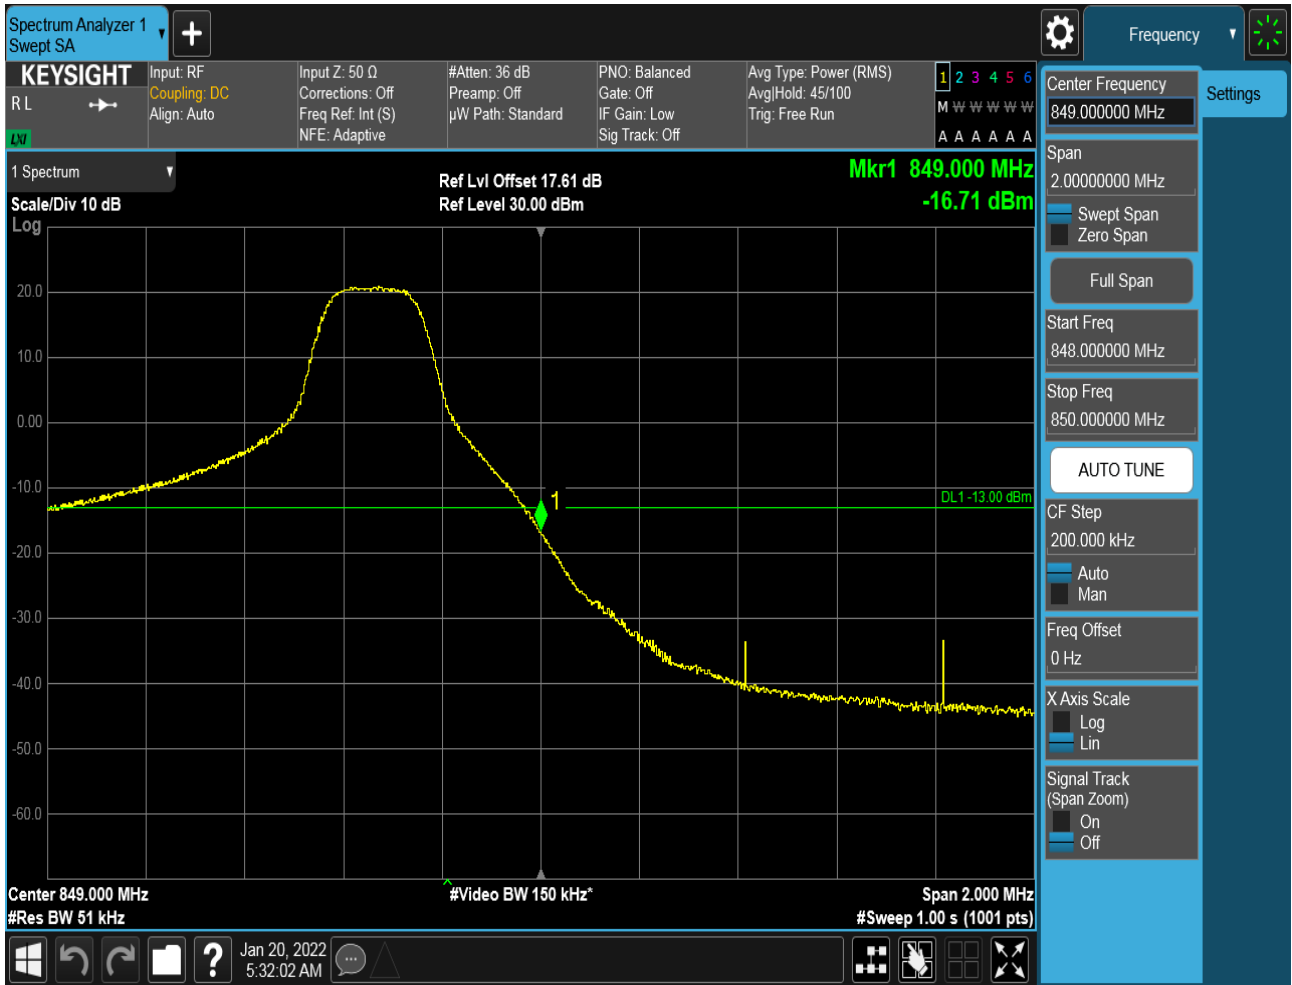 Spectrum Analyzer 1
Swept SA
Frequency
KEYSIGHT
R L
LXI
Input: RF
Coupling: DC
Align: Auto
Input Z: 50 Ω
Corrections: Off
Freq Ref: Int (S)
NFE: Adaptive
#Atten: 36 dB
Preamp: Off
µW Path: Standard
PNO: Balanced
Gate: Off
IF Gain: Low
Sig Track: Off
Avg Type: Power (RMS)
Avg|Hold: 45/100
Trig: Free Run
1 2 3 4 5 6
M W W W W W
A A A A A A
1 Spectrum
Scale/Div 10 dB
Log
Ref Lvl Offset 17.61 dB
Ref Level 30.00 dBm
Mkr1 849.000 MHz
-16.71 dBm
20.0
10.0
0.00
-10.0
-20.0
-30.0
-40.0
-50.0
-60.0
1
DL1 -13.00 dBm
Center 849.000 MHz
#Res BW 51 kHz
#Video BW 150 kHz*
Span 2.000 MHz
#Sweep 1.00 s (1001 pts)
Center Frequency
849.000000 MHz
Settings
Span
2.00000000 MHz
Swept Span
Zero Span
Full Span
Start Freq
848.000000 MHz
Stop Freq
850.000000 MHz
AUTO TUNE
CF Step
200.000 kHz
Auto
Man
Freq Offset
0 Hz
X Axis Scale
Log
Lin
Signal Track
(Span Zoom)
On
Off
?
Jan 20, 2022
5:32:02 AM